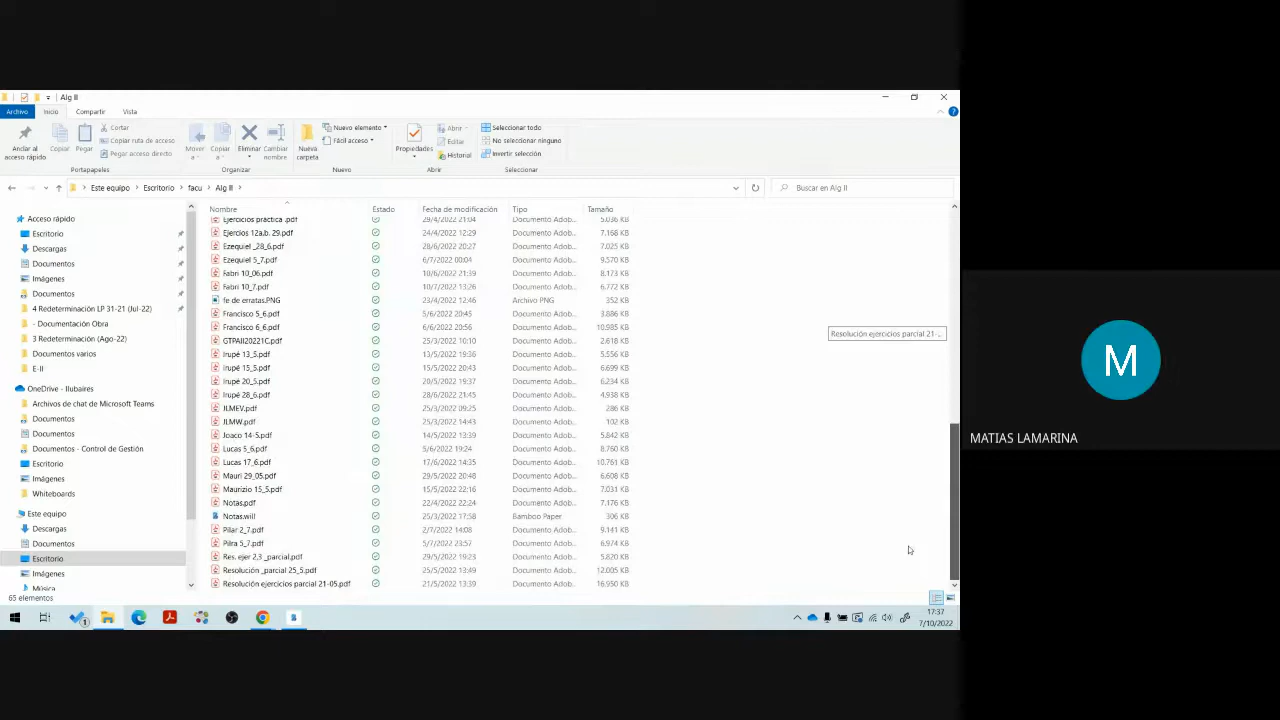 Alg II
Archivo Inicio Compartir Vista
Anclar al acceso rápido
Copiar
Pegar
Cortar
Copiar ruta de acceso
Pegar acceso directo
Portapapeles
Mover a
Copiar a
Eliminar
Cambiar nombre
Organizar
Nueva carpeta
Nuevo elemento
Fácil acceso
Nuevo
Propiedades
Abrir
Editar
Historial
Abrir
Seleccionar todo
No seleccionar ninguno
Invertir selección
Seleccionar
Este equipo > Escritorio > facu > Alg II >
Buscar en Alg II
Acceso rápido
Escritorio
Descargas
Documentos
Imágenes
Documentos
4 Redeterminación LP 31-21 (Jul-22)
- Documentación Obra
3 Redeterminación (Ago-22)
Documentos varios
E-II
OneDrive - Ilubaires
Archivos de chat de Microsoft Teams
Documentos
Documentos
Documentos - Control de Gestión
Escritorio
Imágenes
Whiteboards
Este equipo
Descargas
Documentos
Escritorio
Imágenes
Música
Nombre Estado Fecha de modificación Tipo Tamaño
Ejercicios práctica .pdf 29/4/2022 21:04 Documento Adob... 5.036 KB
Ejercios 12a,b. 29.pdf 24/4/2022 12:29 Documento Adob... 7.168 KB
Ezequiel _28_6.pdf 28/6/2022 20:27 Documento Adob... 7.025 KB
Ezequiel 5_7.pdf 6/7/2022 00:04 Documento Adob... 9.570 KB
Fabri 10_06.pdf 10/6/2022 21:39 Documento Adob... 8.173 KB
Fabri 10_7.pdf 10/7/2022 13:26 Documento Adob... 6.772 KB
fe de erratas.PNG 23/4/2022 12:46 Archivo PNG 352 KB
Francisco 5_6.pdf 5/6/2022 20:45 Documento Adob... 3.886 KB
Francisco 6_6.pdf 6/6/2022 20:56 Documento Adob... 10.985 KB
GTPAII20221C.pdf 25/3/2022 10:10 Documento Adob... 2.618 KB
Irupé 13_5.pdf 13/5/2022 19:36 Documento Adob... 5.556 KB
irupé 15_5.pdf 15/5/2022 20:43 Documento Adob... 6.699 KB
Irupé 20_5.pdf 20/5/2022 19:37 Documento Adob... 6.234 KB
Irupé 28_6.pdf 28/6/2022 21:45 Documento Adob... 4.938 KB
JLMEV.pdf 25/3/2022 09:25 Documento Adob... 286 KB
JLMW.pdf 25/3/2022 14:43 Documento Adob... 102 KB
Joaco 14-5.pdf 14/5/2022 13:39 Documento Adob... 5.842 KB
Lucas 5_6.pdf 5/6/2022 19:24 Documento Adob... 8.760 KB
Lucas 17_6.pdf 17/6/2022 14:35 Documento Adob... 10.761 KB
Mauri 29_05.pdf 29/5/2022 20:48 Documento Adob... 6.608 KB
Maurizio 15_5.pdf 15/5/2022 22:16 Documento Adob... 7.031 KB
Notas.pdf 22/4/2022 22:24 Documento Adob... 7.176 KB
Notas.will 25/3/2022 17:58 Bamboo Paper 306 KB
Pilar 2_7.pdf 2/7/2022 14:08 Documento Adob... 9.141 KB
Pilra 5_7.pdf 5/7/2022 23:57 Documento Adob... 6.974 KB
Res. ejer 2,3 _parcial.pdf 29/5/2022 19:23 Documento Adob... 5.820 KB
Resolución _parcial 25_5.pdf 25/5/2022 13:49 Documento Adob... 12.005 KB
Resolución ejercicios parcial 21-05.pdf 21/5/2022 13:39 Documento Adob... 16.950 KB
Resolución ejercicios parcial 21-...
65 elementos
17:37
7/10/2022
M
MATIAS LAMARINA